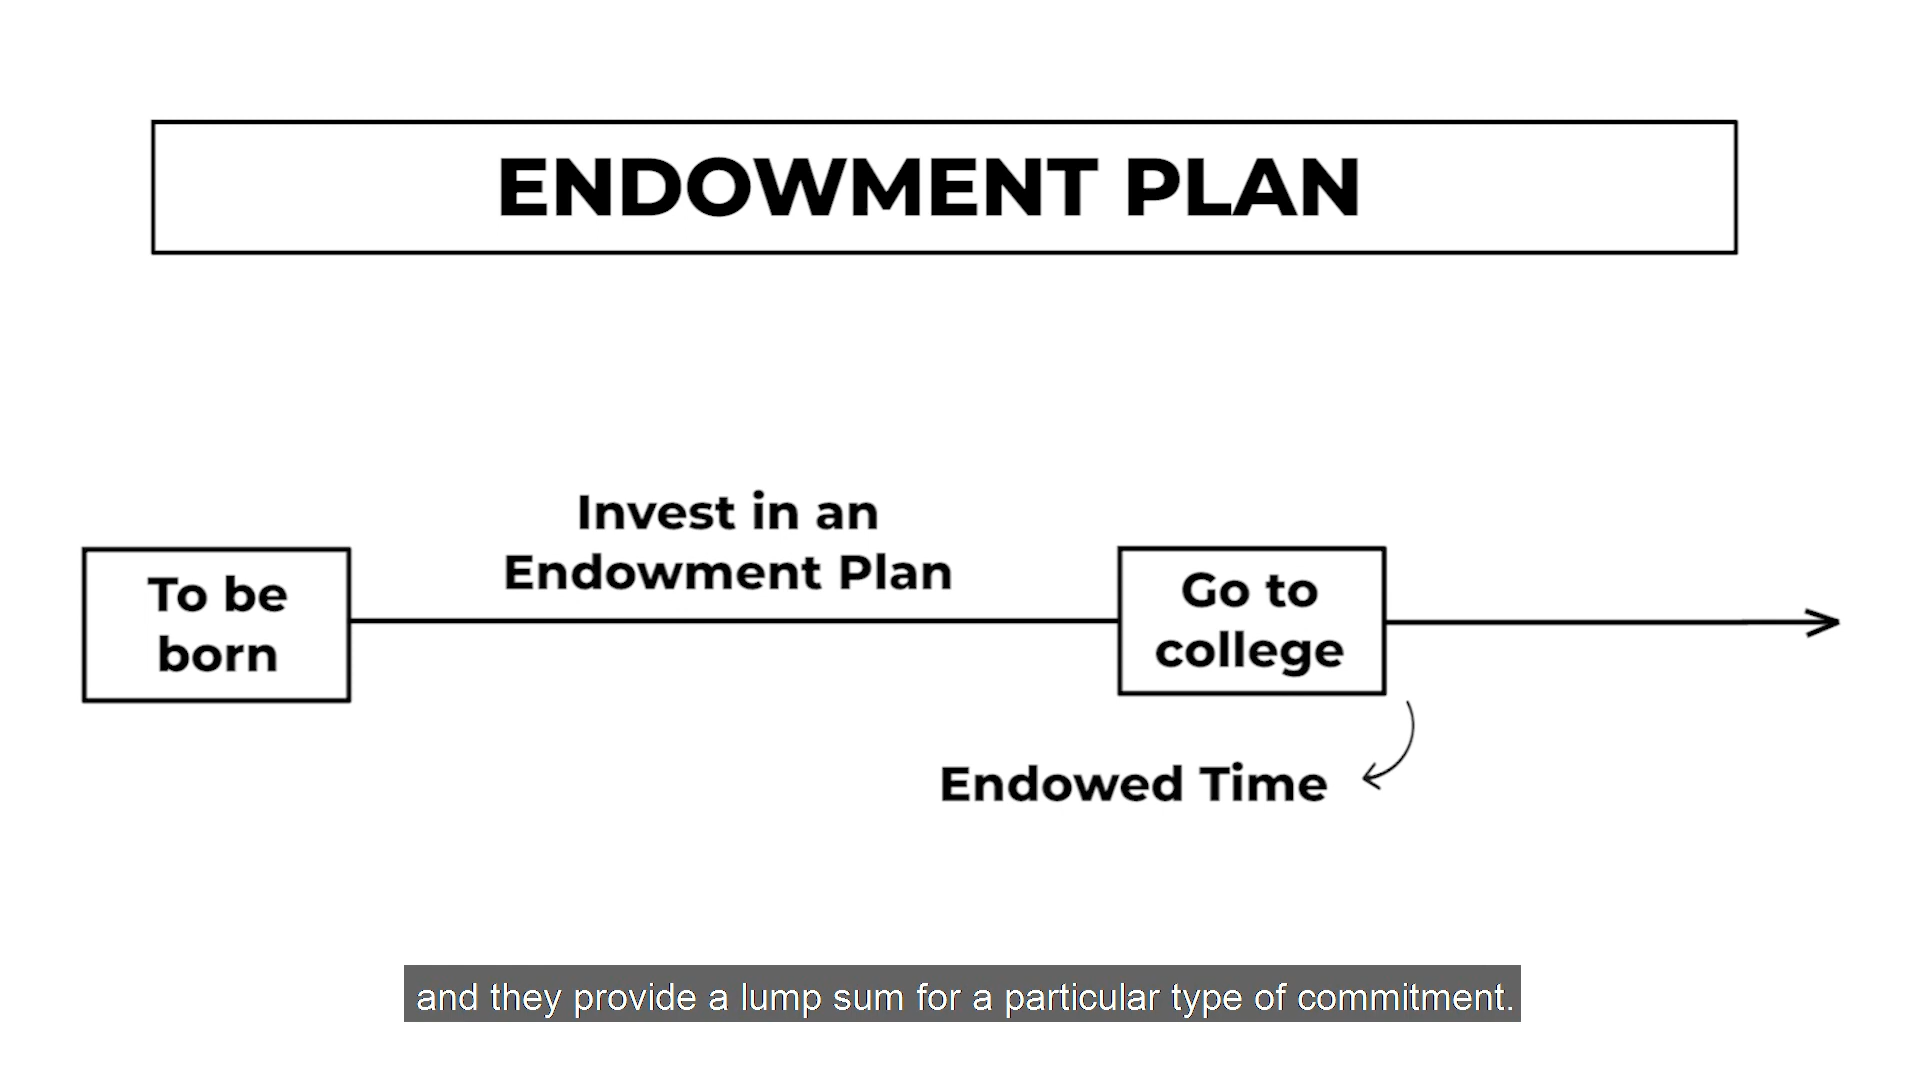 ENDOWMENT PLAN
Invest in an
Endowment Plan
To be
born
Go to
college
Endowed Time
and they provide a lump sum for a particular type of commitment.